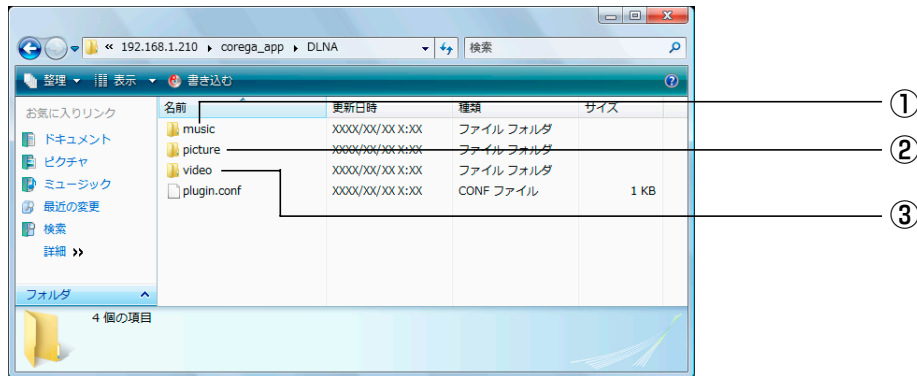 « 192.168.1.210 ▸ corega_app ▸ DLNA 検索
整理 表示 書き込む
お気に入りリンク
ドキュメント
ピクチャ
ミュージック
最近の変更
検索
詳細 »
フォルダ
名前 更新日時 種類 サイズ
music XXXX/XX/XX X:XX ファイル フォルダ
picture XXXX/XX/XX X:XX ファイル フォルダ
video XXXX/XX/XX X:XX ファイル フォルダ
plugin.conf XXXX/XX/XX X:XX CONF ファイル 1 KB
4 個の項目
①
②
③